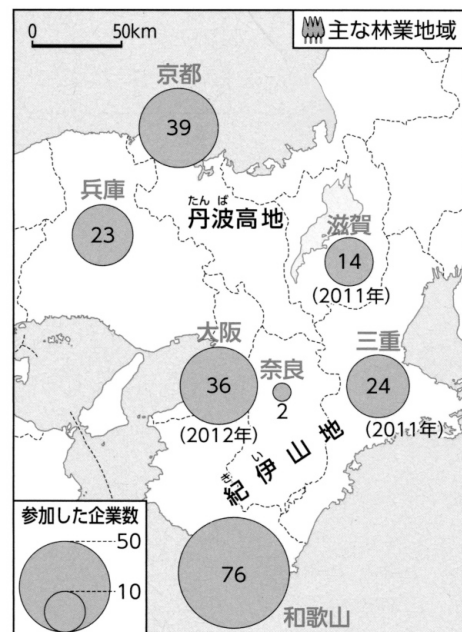 0 50km
主な林業地域
京都
39
兵庫
23
たんば
丹波高地
滋賀
14
(2011年)
大阪
36
(2012年)
奈良
2
三重
24
(2011年)
きい
紀伊山地
参加した企業数
50
10
76
和歌山